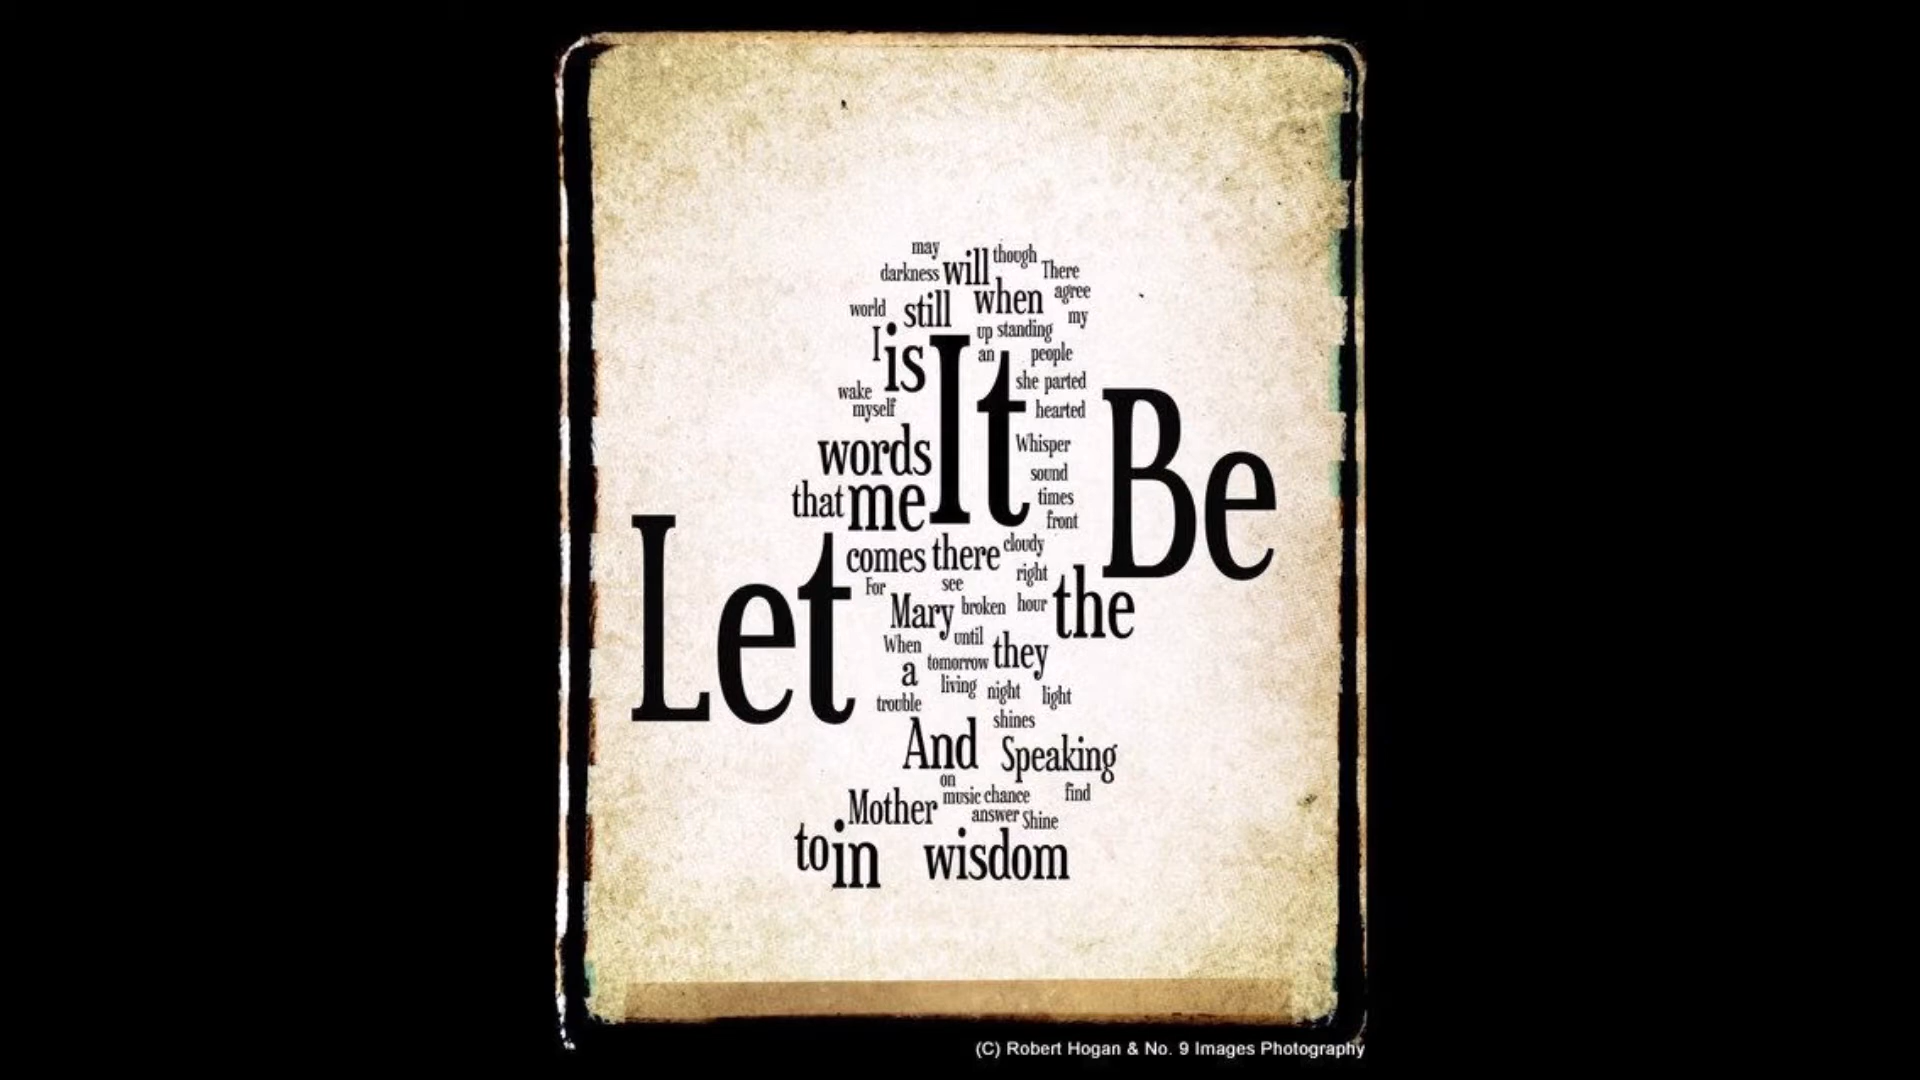 may
though
darkness will There
world still when agree
my
up standing
I is It an people
she parted
wake
myself hearted
Be
words Whisper
sound
that me times
front
Let
comes there cloudy
For see right
the
Mary broken hour
When until
a tomorrow they
living night light
trouble
shines
And Speaking
on
Mother music chance find
answer Shine
to in wisdom
(C) Robert Hogan & No. 9 Images Photography